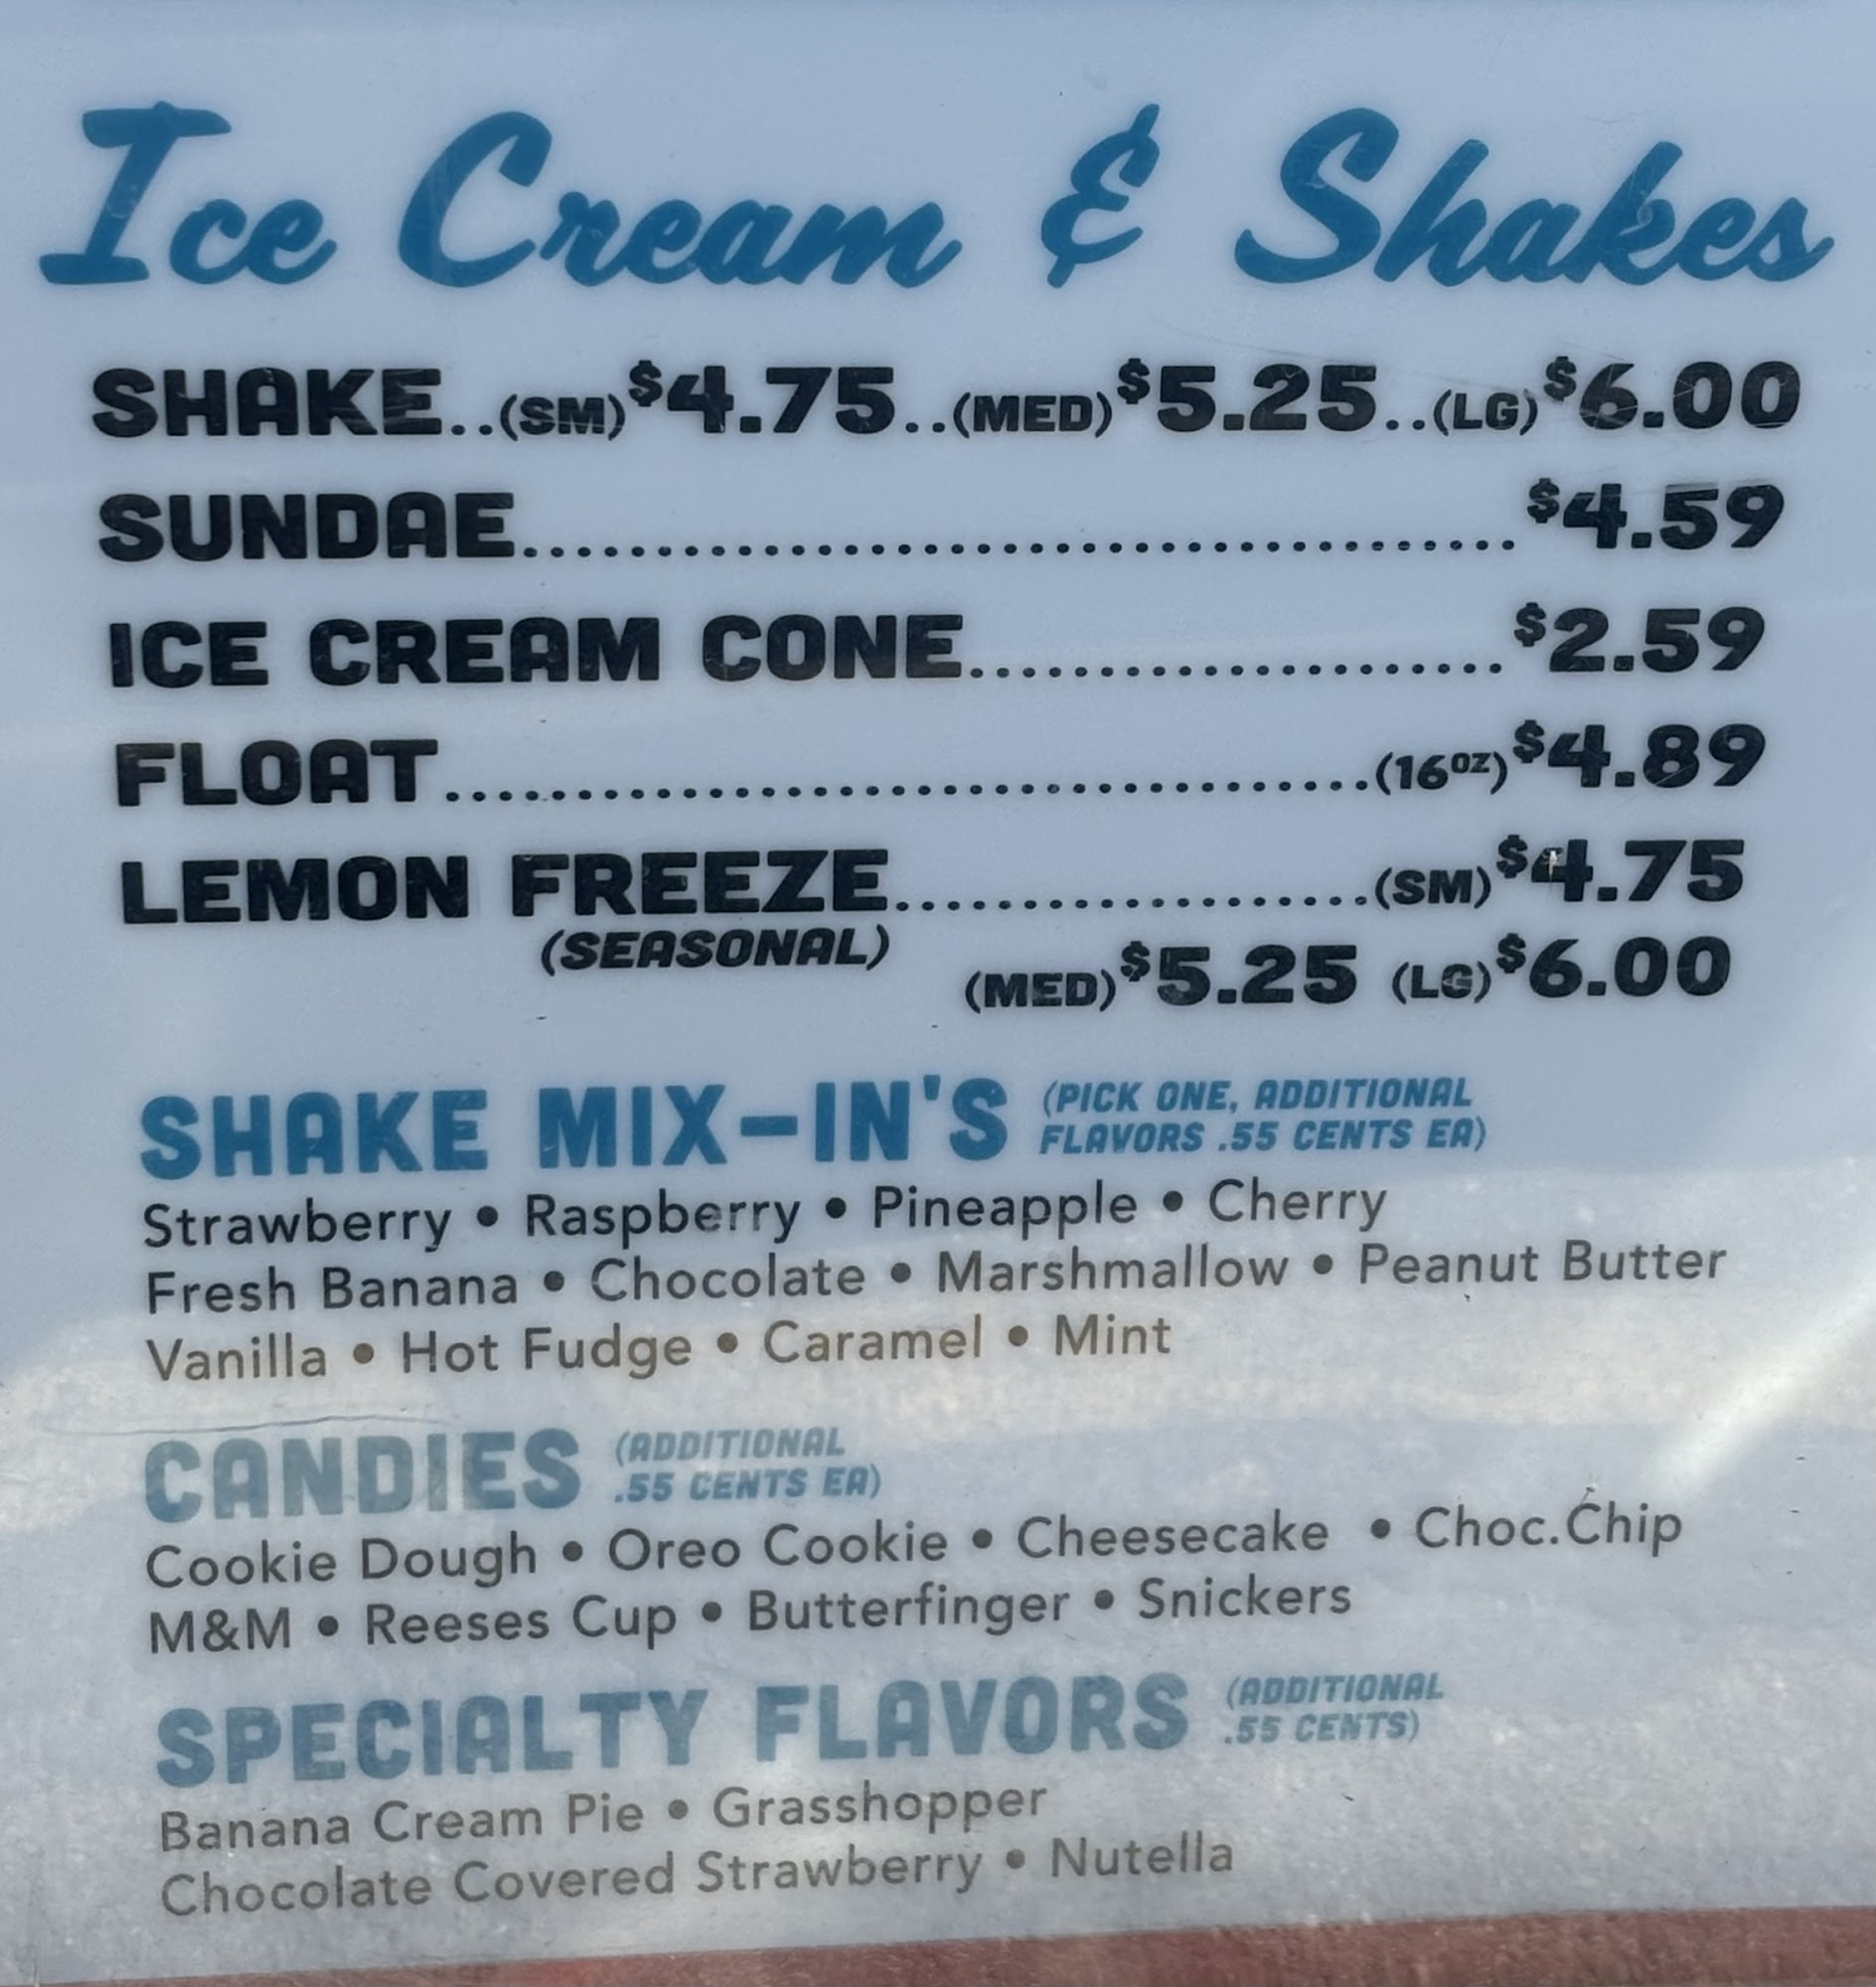 Ice Cream & Shakes
SHAKE..(SM)$4.75..(MED)$5.25..(LG)$6.00
SUNDAE......................................$4.59
ICE CREAM CONE.....................$2.59
FLOAT...................................(16oz)$4.89
LEMON FREEZE..................(SM)$4.75
(SEASONAL)
(MED)$5.25 (LG)$6.00
SHAKE MIX-IN'S (PICK ONE, ADDITIONAL
FLAVORS .55 CENTS EA)
Strawberry • Raspberry • Pineapple • Cherry
Fresh Banana • Chocolate • Marshmallow • Peanut Butter
Vanilla • Hot Fudge • Caramel • Mint
CANDIES (ADDITIONAL
.55 CENTS EA)
Cookie Dough • Oreo Cookie • Cheesecake • Choc.Chip
M&M • Reeses Cup • Butterfinger • Snickers
SPECIALTY FLAVORS (ADDITIONAL
.55 CENTS)
Banana Cream Pie • Grasshopper
Chocolate Covered Strawberry • Nutella